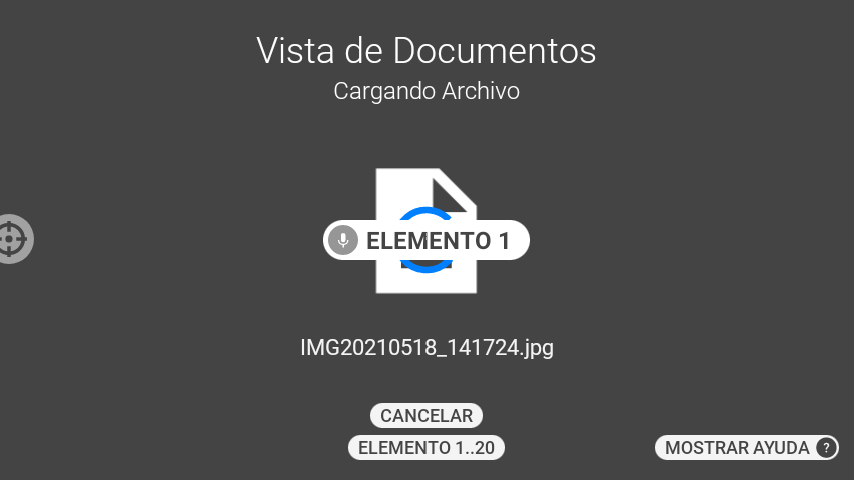 Vista de Documentos
Cargando Archivo
ELEMENTO 1
IMG20210518_141724.jpg
CANCELAR
ELEMENTO 1..20
MOSTRAR AYUDA ?